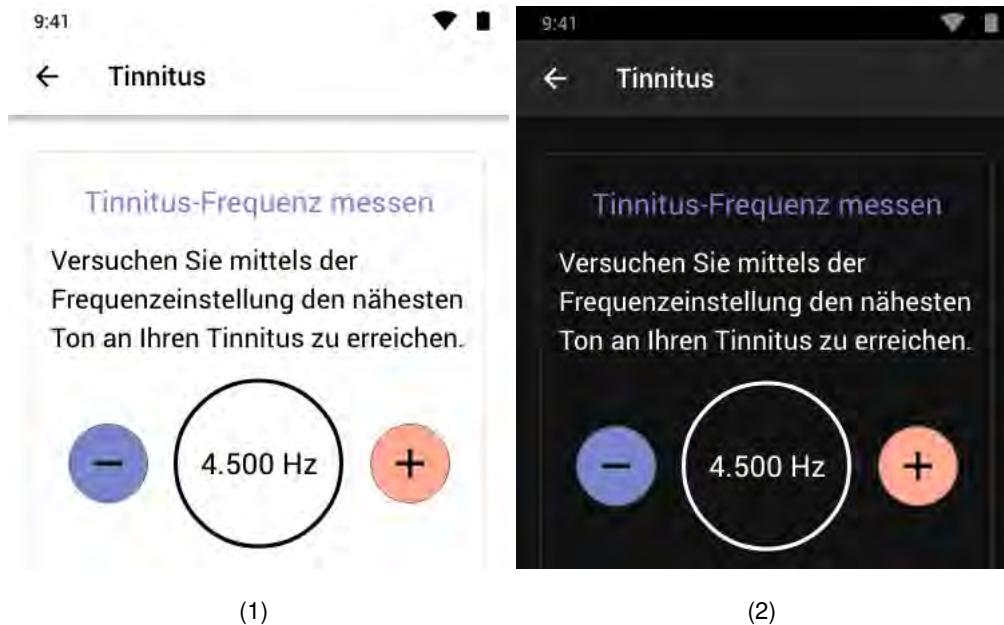 9:41
Tinnitus
Tinnitus-Frequenz messen
Versuchen Sie mittels der
Frequenzeinstellung den nähesten
Ton an Ihren Tinnitus zu erreichen.
4.500 Hz
(1)
9:41
Tinnitus
Tinnitus-Frequenz messen
Versuchen Sie mittels der
Frequenzeinstellung den nähesten
Ton an Ihren Tinnitus zu erreichen.
4.500 Hz
(2)